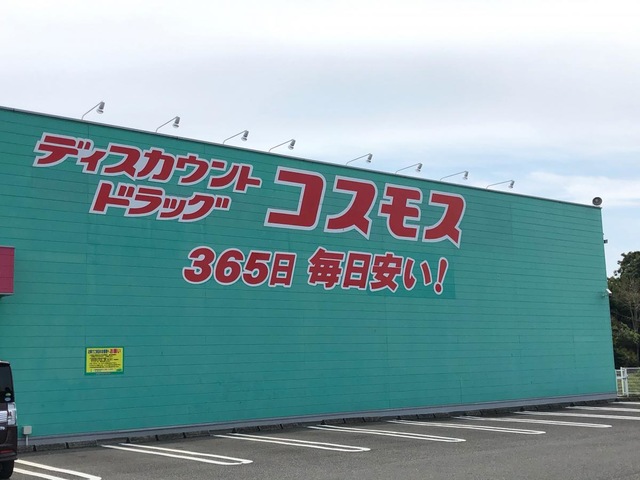 ディスカウント
ドラッグ
コスモス
365日 毎日安い!